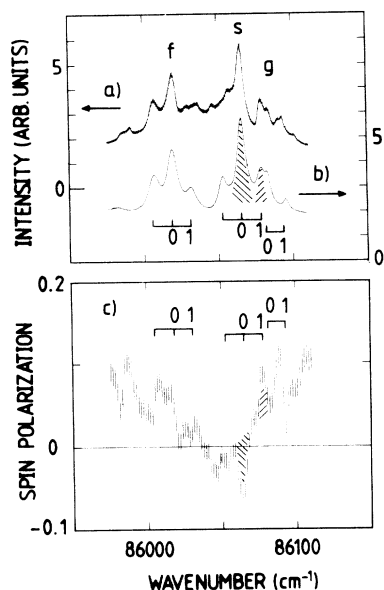 f
s
g
a)
b)
5
0
5
0
INTENSITY (ARB. UNITS)
0 1
0 1
0 1
c)
0 1
0 1
0 1
0.2
0
-0.1
SPIN POLARIZATION
86000
86100
WAVENUMBER (cm⁻¹)